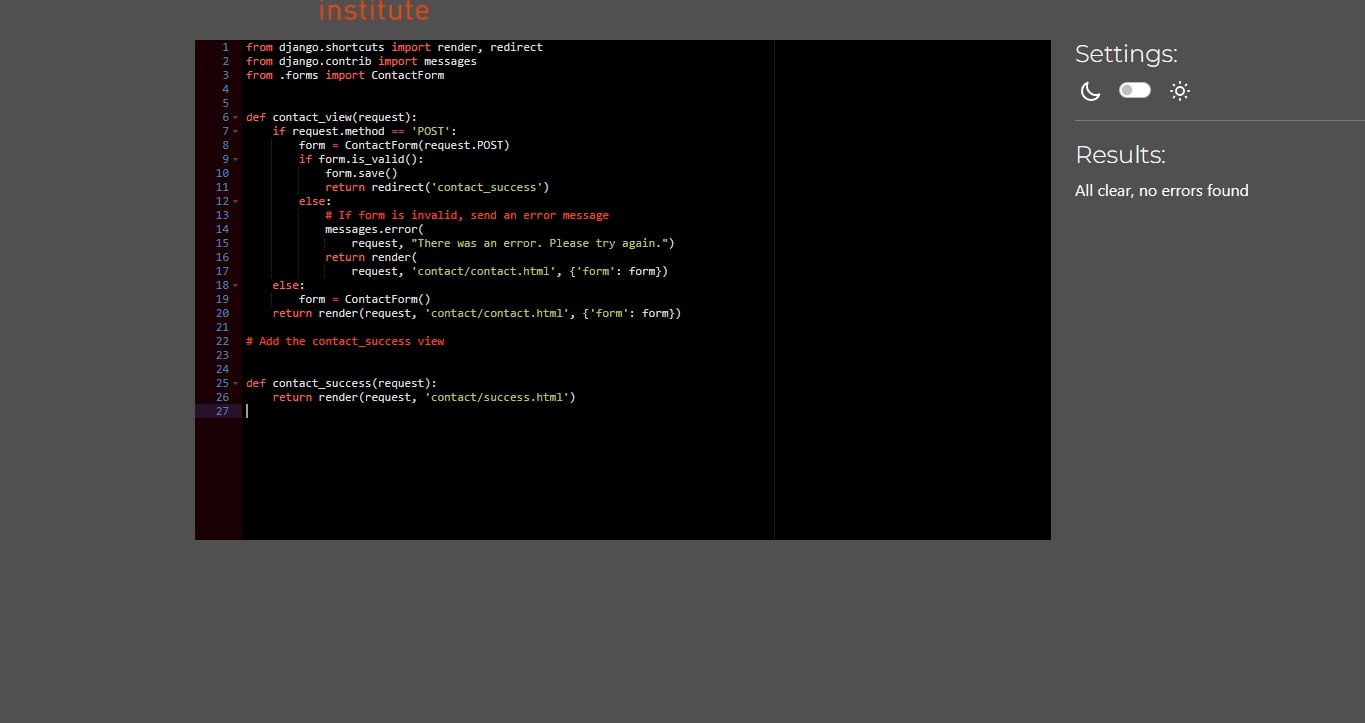 institute
1 from django.shortcuts import render, redirect
2 from django.contrib import messages
3 from .forms import ContactForm
4
5
6 def contact_view(request):
7     if request.method == 'POST':
8         form = ContactForm(request.POST)
9         if form.is_valid():
10             form.save()
11             return redirect('contact_success')
12         else:
13             # If form is invalid, send an error message
14             messages.error(
15                 request, "There was an error. Please try again.")
16             return render(
17                 request, 'contact/contact.html', {'form': form})
18     else:
19         form = ContactForm()
20     return render(request, 'contact/contact.html', {'form': form})
21
22 # Add the contact_success view
23
24
25 def contact_success(request):
26     return render(request, 'contact/success.html')
27
Settings:
Results:
All clear, no errors found